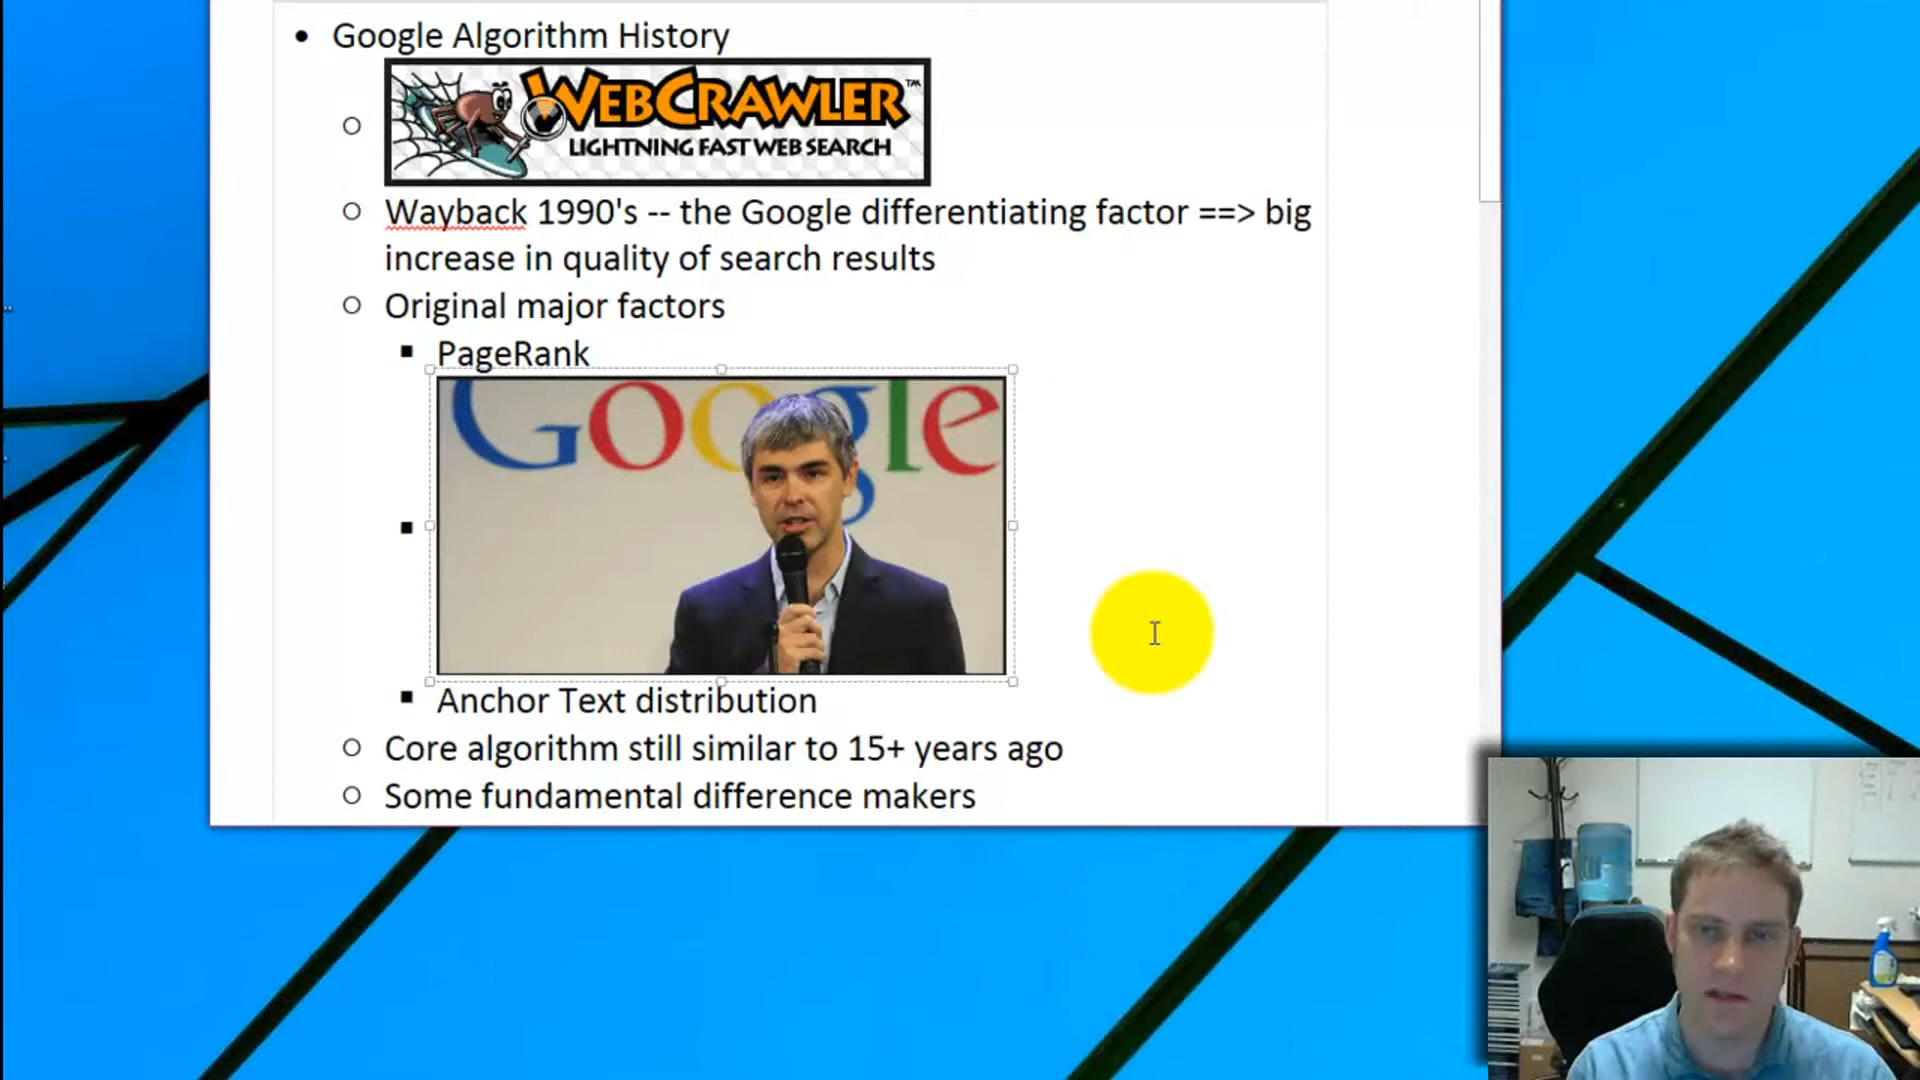 Google Algorithm History
WEBCRAWLER™
LIGHTNING FAST WEB SEARCH
Wayback 1990's -- the Google differentiating factor ==> big
increase in quality of search results
Original major factors
PageRank
Google
Anchor Text distribution
Core algorithm still similar to 15+ years ago
Some fundamental difference makers